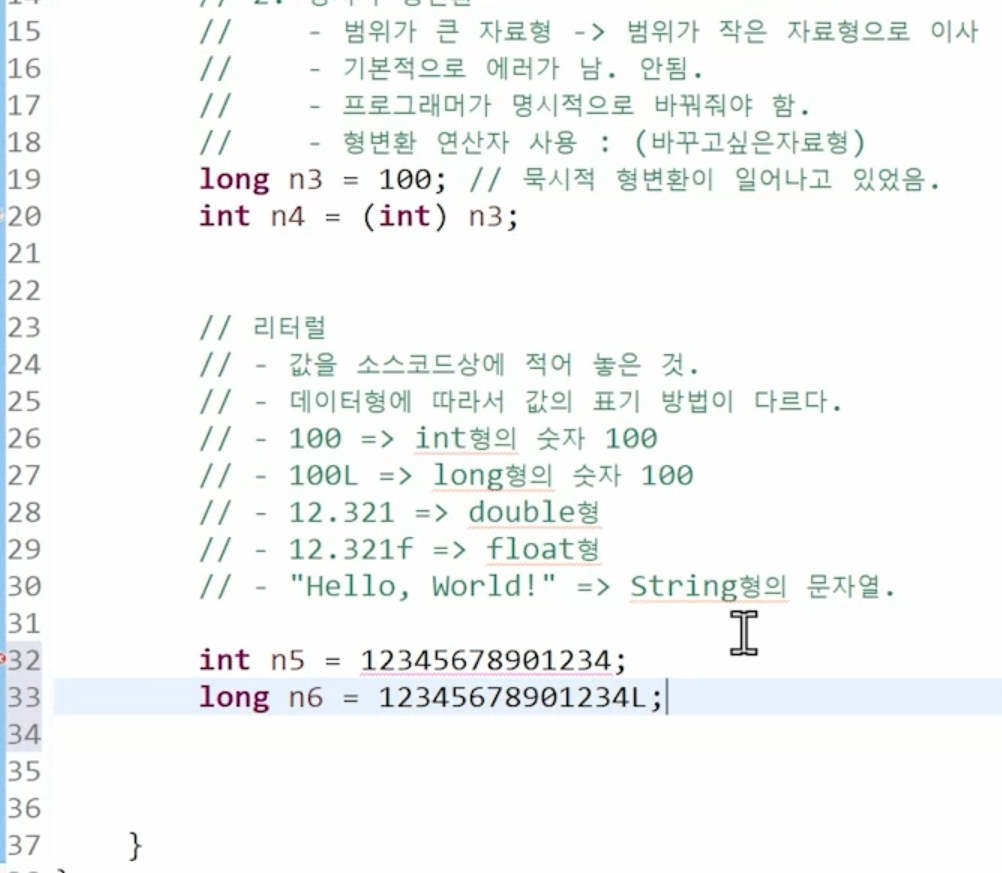 15 // - 범위가 큰 자료형 -> 범위가 작은 자료형으로 이사
16 // - 기본적으로 에러가 남. 안됨.
17 // - 프로그래머가 명시적으로 바꿔줘야 함.
18 // - 형변환 연산자 사용 : (바꾸고싶은자료형)
19 long n3 = 100; // 묵시적 형변환이 일어나고 있었음.
20 int n4 = (int) n3;
21
22
23 // 리터럴
24 // - 값을 소스코드상에 적어 놓은 것.
25 // - 데이터형에 따라서 값의 표기 방법이 다르다.
26 // - 100 => int형의 숫자 100
27 // - 100L => long형의 숫자 100
28 // - 12.321 => double형
29 // - 12.321f => float형
30 // - "Hello, World!" => String형의 문자열.
31
32 int n5 = 12345678901234;
33 long n6 = 12345678901234L;
34
35
36
37 }